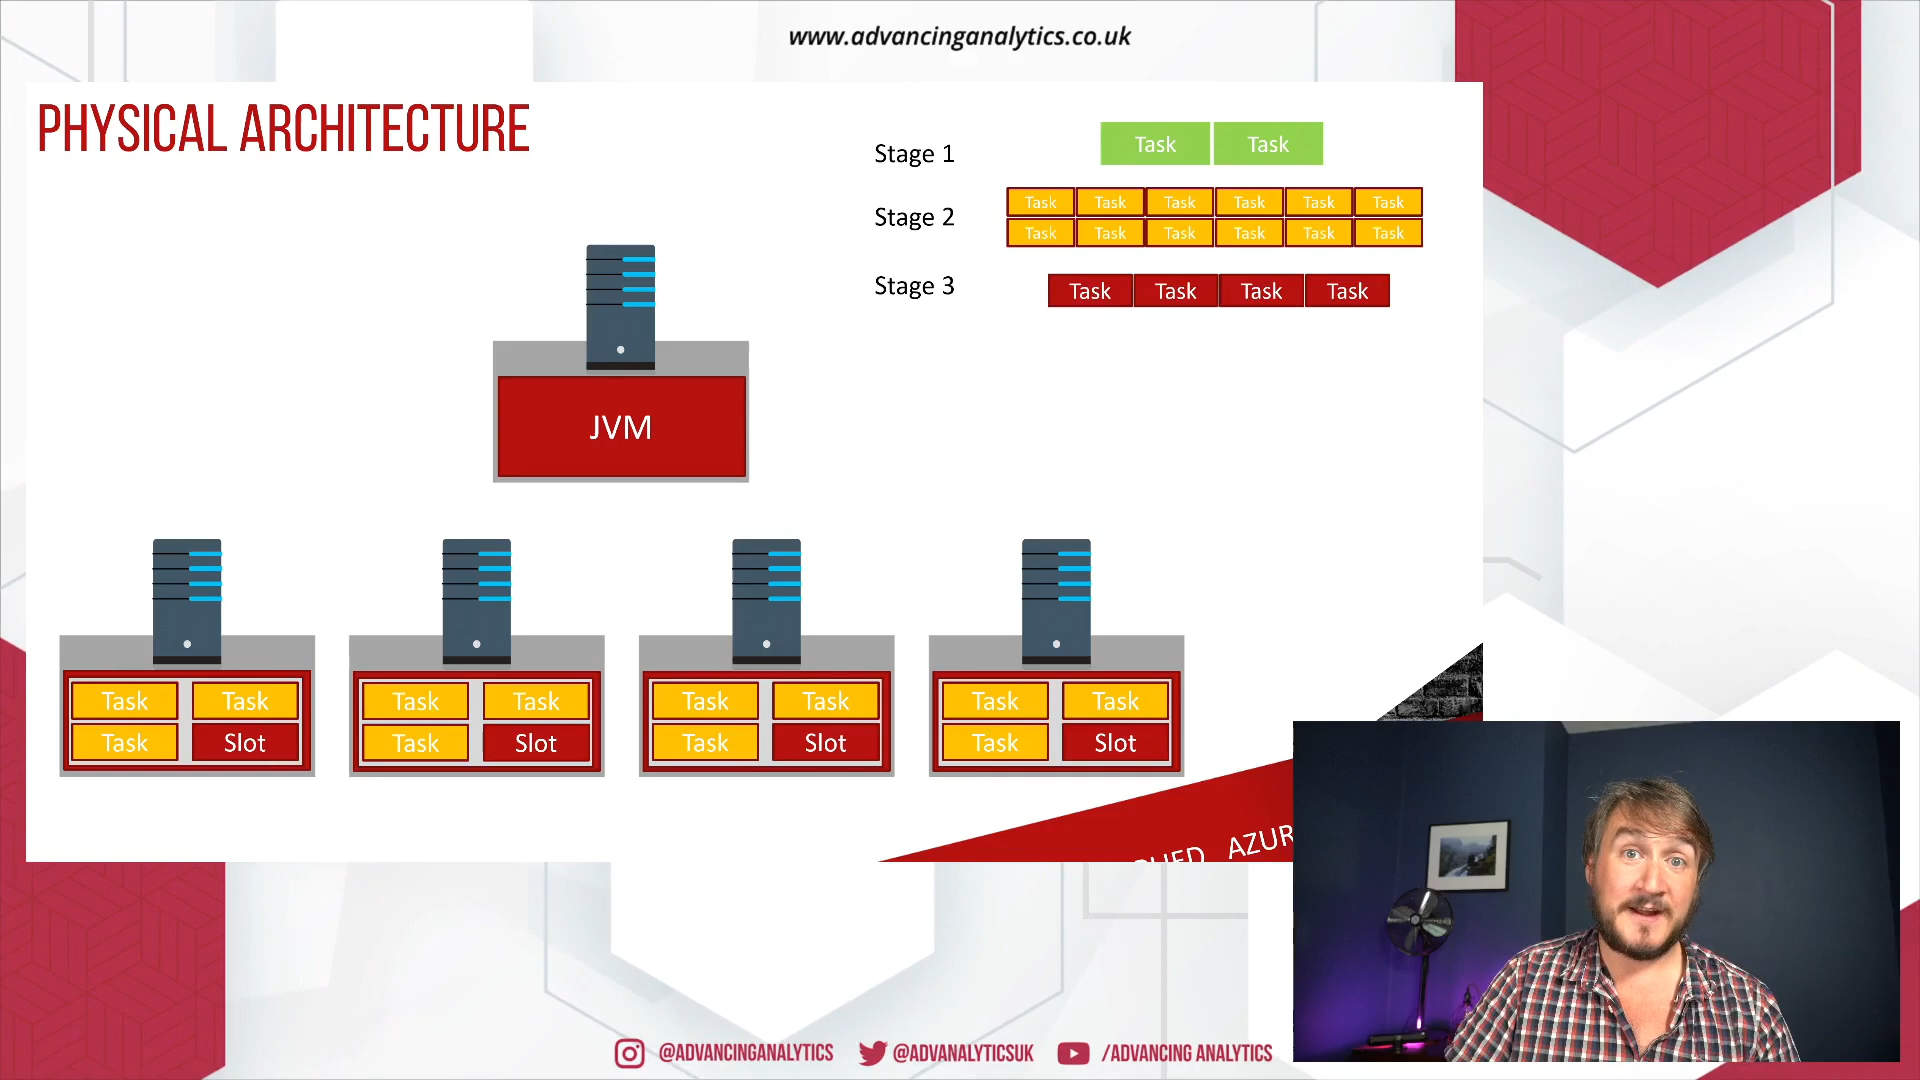 www.advancinganalytics.co.uk
PHYSICAL ARCHITECTURE
Stage 1
Task Task
Stage 2
Task Task Task Task Task Task
Task Task Task Task Task Task
Stage 3
Task Task Task Task
JVM
Task Task
Task Slot
Task Task
Task Slot
Task Task
Task Slot
Task Task
Task Slot
AZUR
@ADVANCINGANALYTICS @ADVANALYTICSUK /ADVANCING ANALYTICS